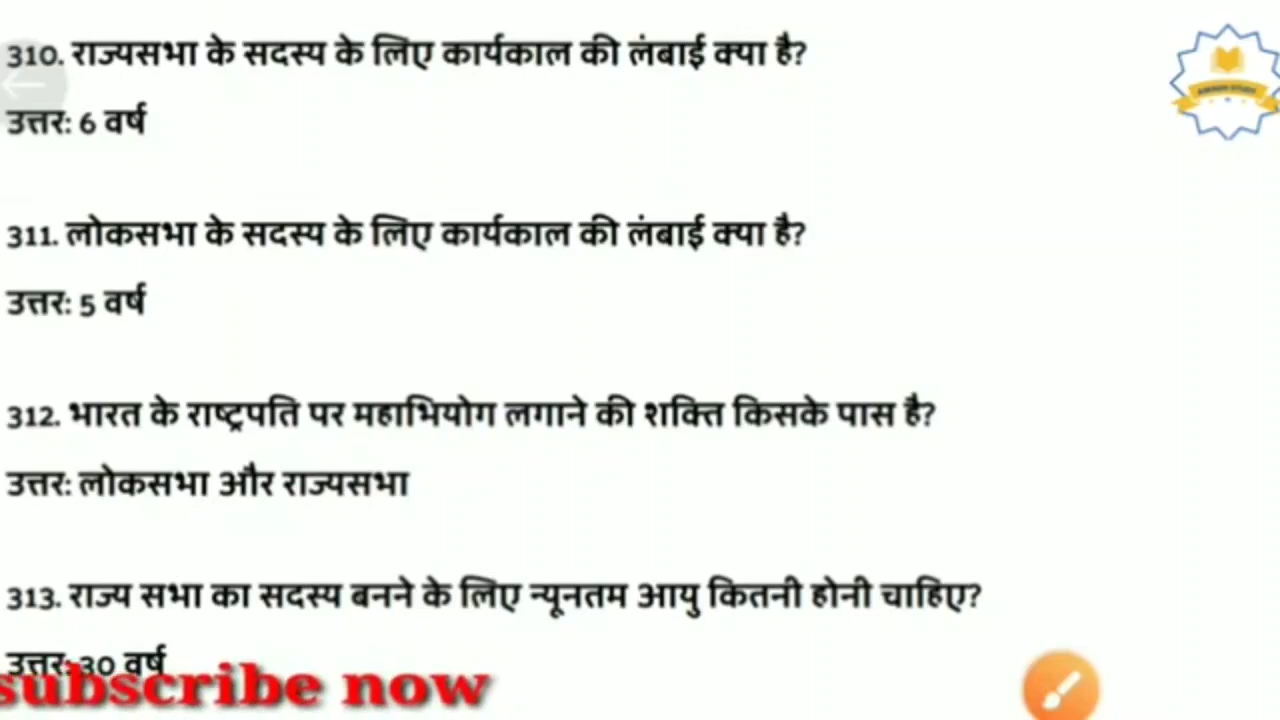 310. राज्यसभा के सदस्य के लिए कार्यकाल की लंबाई क्या है?
उत्तर: 6 वर्ष
311. लोकसभा के सदस्य के लिए कार्यकाल की लंबाई क्या है?
उत्तर: 5 वर्ष
312. भारत के राष्ट्रपति पर महाभियोग लगाने की शक्ति किसके पास है?
उत्तर: लोकसभा और राज्यसभा
313. राज्य सभा का सदस्य बनने के लिए न्यूनतम आयु कितनी होनी चाहिए?
उत्तर: 30 वर्ष
subscribe now